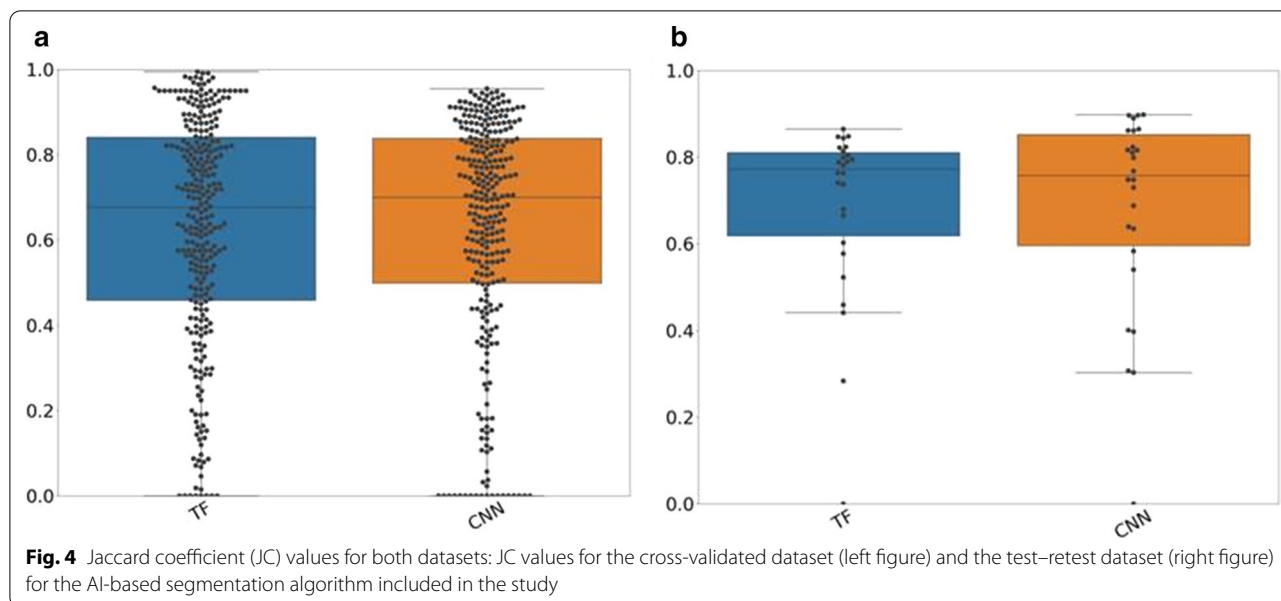 a
b
1.0
0.8
0.6
0.4
0.2
0.0
TF
CNN
1.0
0.8
0.6
0.4
0.2
0.0
TF
CNN
Fig. 4 Jaccard coefficient (JC) values for both datasets: JC values for the cross-validated dataset (left figure) and the test–retest dataset (right figure)
for the AI-based segmentation algorithm included in the study